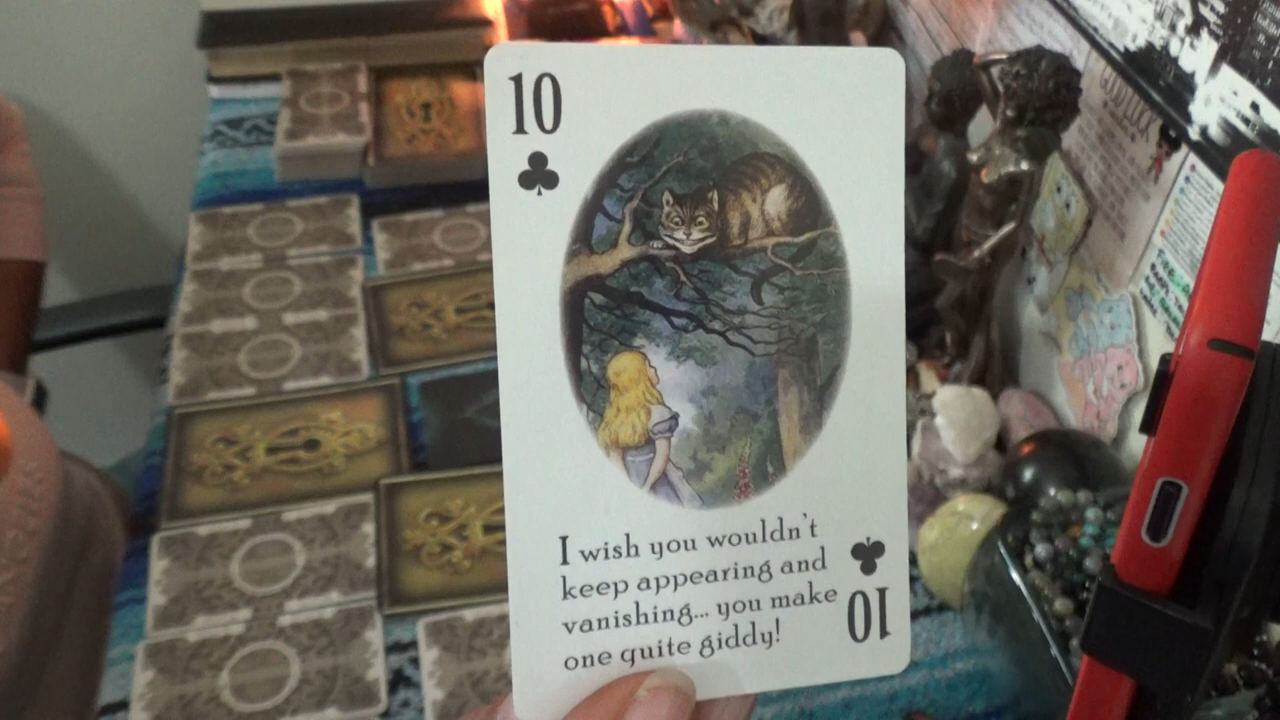 10
I wish you wouldn't
keep appearing and
vanishing... you make
one quite giddy!
10